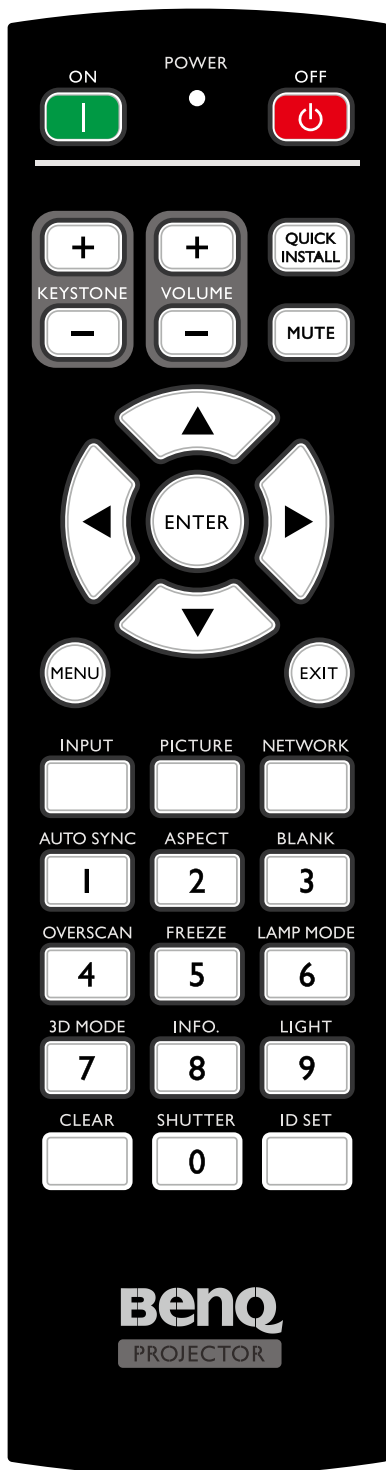 POWER
ON OFF
+ + QUICK INSTALL
KEYSTONE VOLUME
− − MUTE
ENTER
MENU EXIT
INPUT PICTURE NETWORK
AUTO SYNC ASPECT BLANK
1 2 3
OVERSCAN FREEZE LAMP MODE
4 5 6
3D MODE INFO. LIGHT
7 8 9
CLEAR SHUTTER ID SET
0
BenQ
PROJECTOR